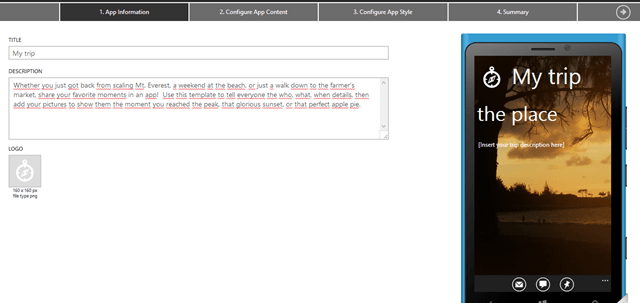 1. App Information
2. Configure App Content
3. Configure App Style
4. Summary
TITLE
My trip
DESCRIPTION
Whether you just got back from scaling Mt. Everest, a weekend at the beach, or just a walk down to the farmer's
market, share your favorite moments in an app! Use this template to tell everyone the who, what, when details, then
add your pictures to show them the moment you reached the peak, that glorious sunset, or that perfect apple pie.
LOGO
160 x 160 px
file type png
My trip
the place
[Insert your trip description here]